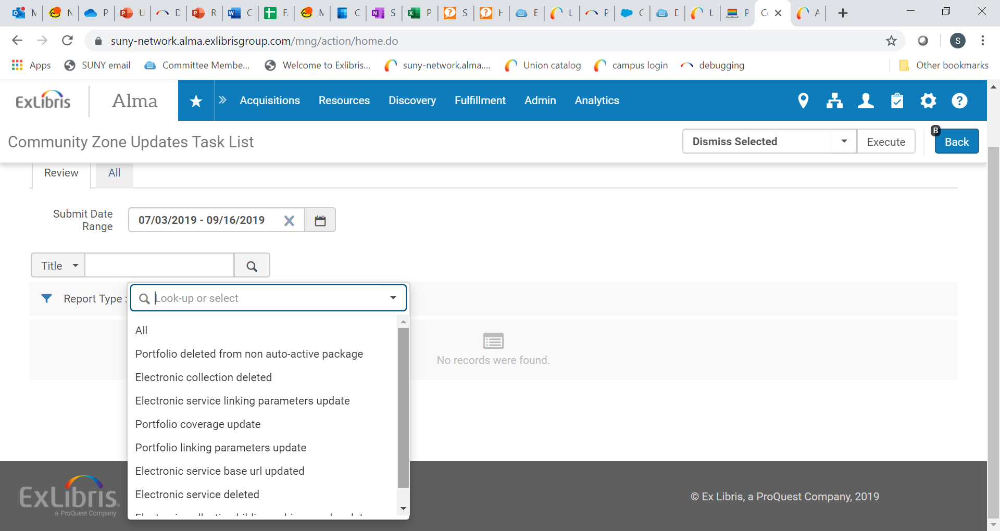 suny-network.alma.exlibrisgroup.com/mng/action/home.do
S
Apps
SUNY email
Committee Membe...
Welcome to Exlibris...
suny-network.alma....
Union catalog
campus login
debugging
Other bookmarks
ExLibris
Alma
Acquisitions
Resources
Discovery
Fulfillment
Admin
Analytics
Community Zone Updates Task List
Dismiss Selected
Execute
B
Back
Review
All
Submit Date
Range
07/03/2019 - 09/16/2019
Title
Report Type :
Look-up or select
All
Portfolio deleted from non auto-active package
Electronic collection deleted
Electronic service linking parameters update
Portfolio coverage update
Portfolio linking parameters update
Electronic service base url updated
Electronic service deleted
No records were found.
ExLibris
a ProQuest Company
© Ex Libris, a ProQuest Company, 2019